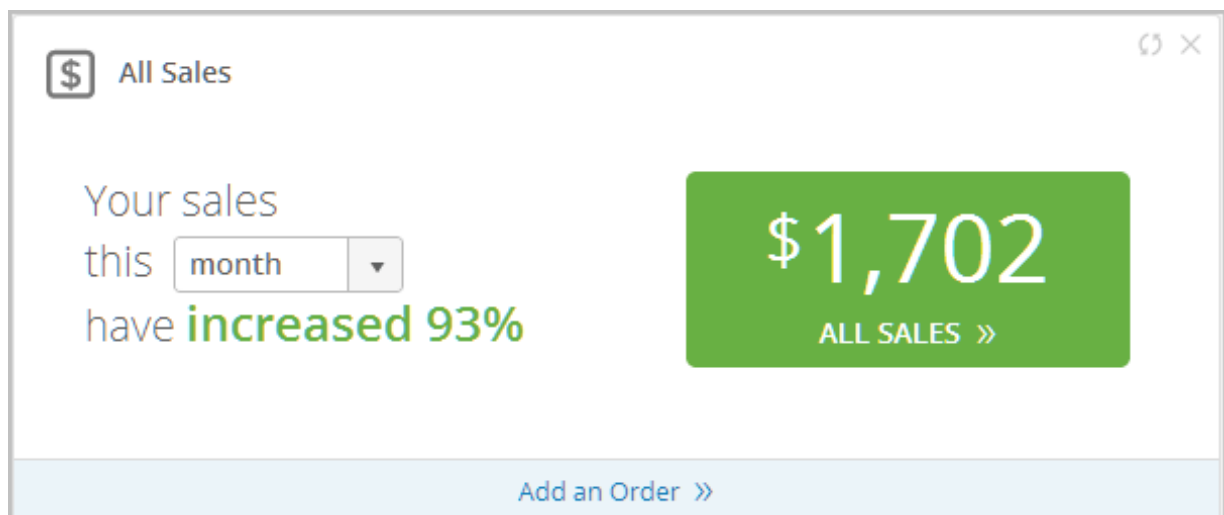 $ All Sales
Your sales
this month
have increased 93%
$1,702
ALL SALES »
Add an Order »